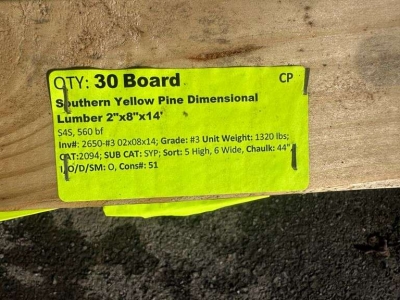 QTY: 30 Board CP
Southern Yellow Pine Dimensional
Lumber 2"x8"x14'
S4S, 560 bf
Inv#: 2650-#3 02x08x14; Grade: #3 Unit Weight: 1320 lbs;
CAT:2094; SUB CAT: SYP; Sort: 5 High, 6 Wide, Chaulk: 44"
1/O/D/SM: O, Cons#: 51